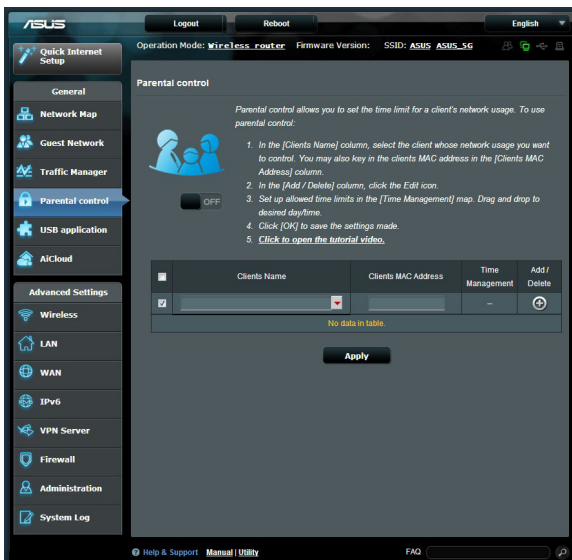 ASUS
Logout
Reboot
English
Quick Internet
Setup
Operation Mode: Wireless router Firmware Version: SSID: ASUS ASUS_5G
General
Network Map
Guest Network
Traffic Manager
Parental control
USB application
AiCloud
Advanced Settings
Wireless
LAN
WAN
IPv6
VPN Server
Firewall
Administration
System Log
Parental control
Parental control allows you to set the time limit for a client's network usage. To use
parental control:
1. In the [Clients Name] column, select the client whose network usage you want
to control. You may also key in the clients MAC address in the [Clients MAC
Address] column.
2. In the [Add / Delete] column, click the Edit icon.
3. Set up allowed time limits in the [Time Management] map. Drag and drop to
desired day/time.
4. Click [OK] to save the settings made.
5. Click to open the tutorial video.
OFF
Clients Name
Clients MAC Address
Time
Management
Add /
Delete
–
No data in table.
Apply
Help & Support Manual | Utility
FAQ